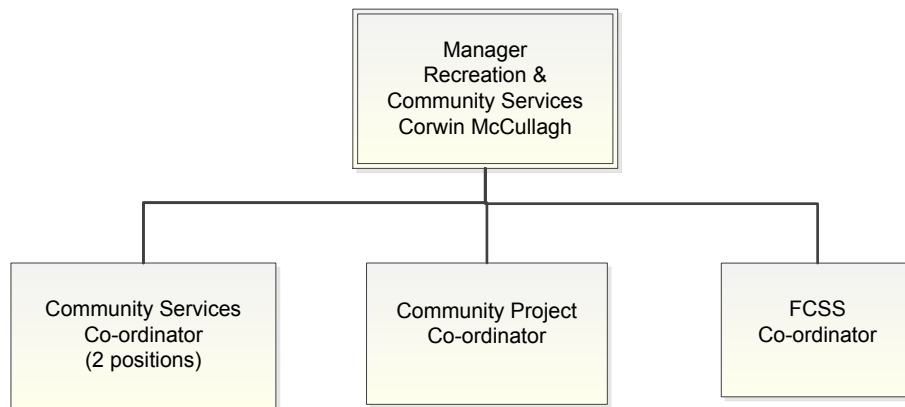 Manager
Recreation &
Community Services
Corwin McCullagh
Community Services
Co-ordinator
(2 positions)
Community Project
Co-ordinator
FCSS
Co-ordinator